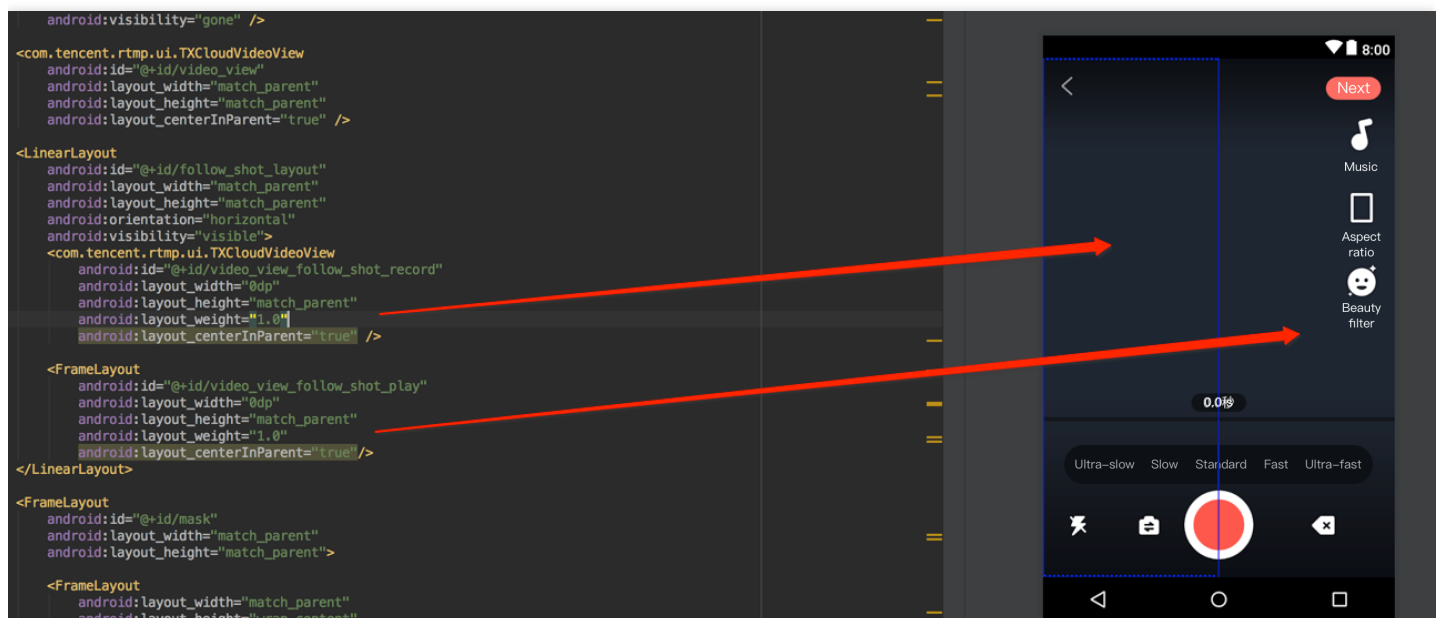 android:visibility="gone" />
<com.tencent.rtmp.ui.TXCloudVideoView
android:id="@+id/video_view"
android:layout_width="match_parent"
android:layout_height="match_parent"
android:layout_centerInParent="true" />
<LinearLayout
android:id="@+id/follow_shot_layout"
android:layout_width="match_parent"
android:layout_height="match_parent"
android:orientation="horizontal"
android:visibility="visible">
<com.tencent.rtmp.ui.TXCloudVideoView
android:id="@+id/video_view_follow_shot_record"
android:layout_width="0dp"
android:layout_height="match_parent"
android:layout_weight="1.0"
android:layout_centerInParent="true" />
<FrameLayout
android:id="@+id/video_view_follow_shot_play"
android:layout_width="0dp"
android:layout_height="match_parent"
android:layout_weight="1.0"
android:layout_centerInParent="true"/>
</LinearLayout>
<FrameLayout
android:id="@+id/mask"
android:layout_width="match_parent"
android:layout_height="match_parent">
<FrameLayout
android:layout_width="match_parent"
android:layout_height="wrap_content"
8:00
Next
Music
Aspect
ratio
Beauty
filter
0.0秒
Ultra-slow Slow Standard Fast Ultra-fast